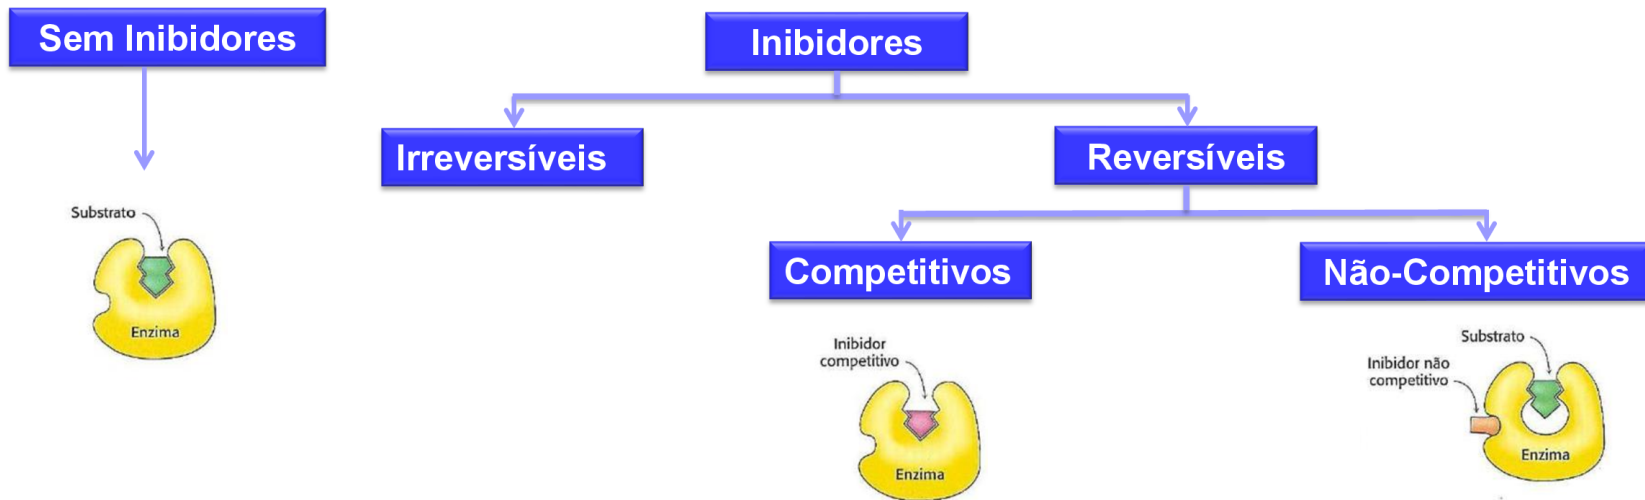 Sem Inibidores
Inibidores
Irreversíveis
Reversíveis
Substrato
Enzima
Competitivos
Não-Competitivos
Inibidor
competitivo
Enzima
Substrato
Inibidor não
competitivo
Enzima